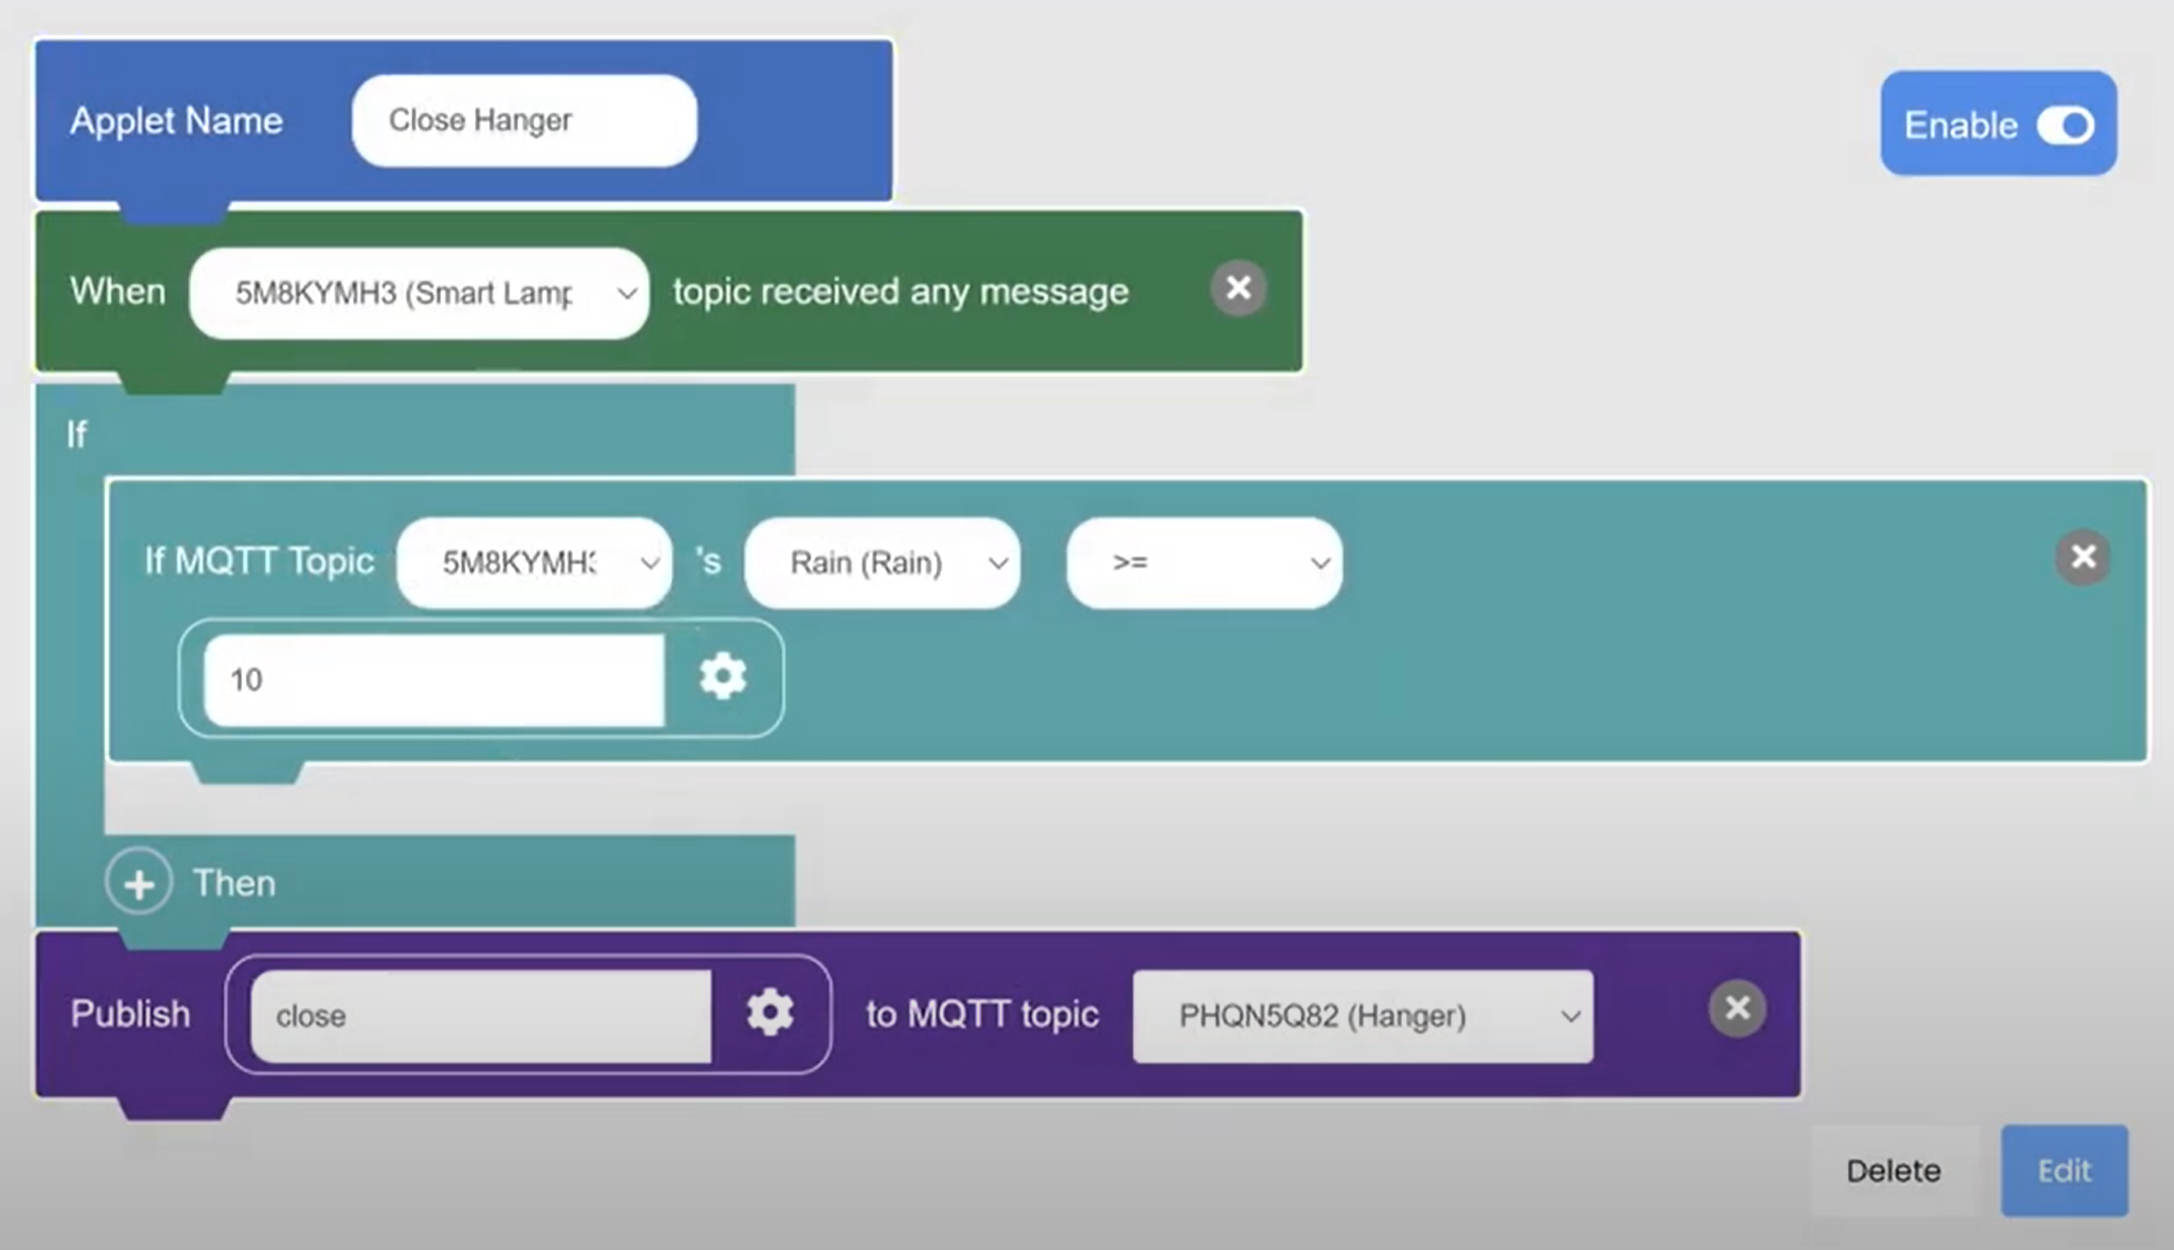 Applet Name Close Hanger
Enable
When 5M8KYMH3 (Smart Lamp topic received any message
If
If MQTT Topic 5M8KYMH3 's Rain (Rain) >=
10
Then
Publish close to MQTT topic PHQN5Q82 (Hanger)
Delete Edit